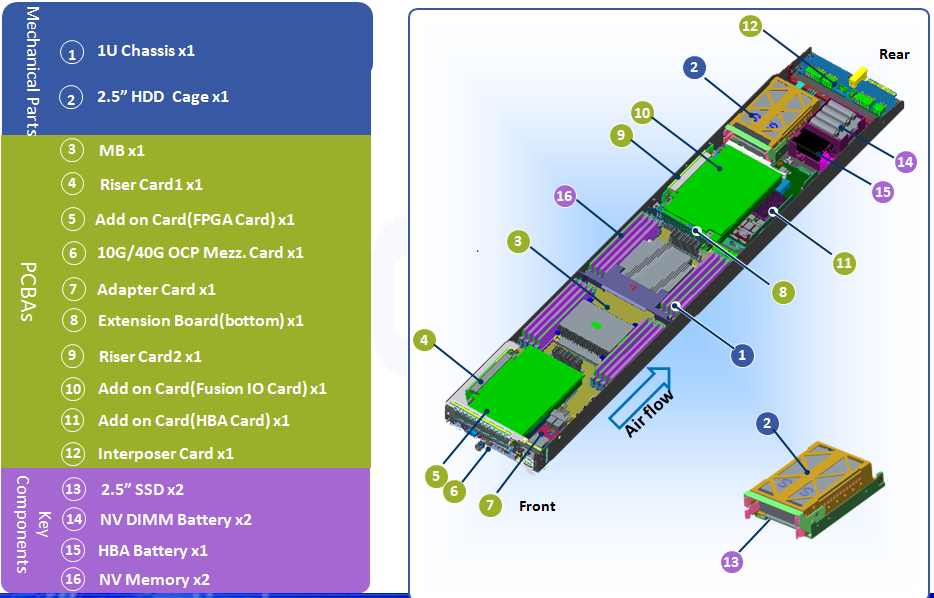 Mechanical Parts
1 1U Chassis x1
2 2.5” HDD Cage x1
PCBAs
3 MB x1
4 Riser Card1 x1
5 Add on Card(FPGA Card) x1
6 10G/40G OCP Mezz. Card x1
7 Adapter Card x1
8 Extension Board(bottom) x1
9 Riser Card2 x1
10 Add on Card(Fusion IO Card) x1
11 Add on Card(HBA Card) x1
12 Interposer Card x1
Key
Components
13 2.5” SSD x2
14 NV DIMM Battery x2
15 HBA Battery x1
16 NV Memory x2
12
Rear
2
10
9
14
15
16
3
11
8
4
1
Air flow
2
5
6
7
Front
13